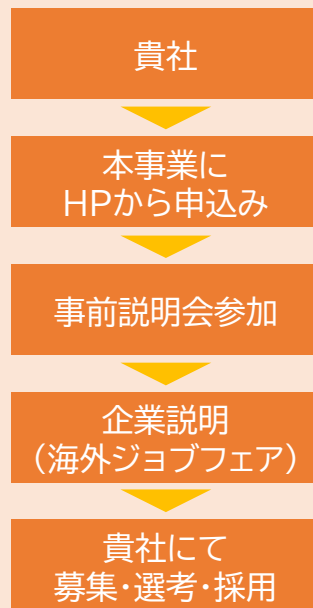 貴社
本事業に
HPから申込み
事前説明会参加
企業説明
（海外ジョブフェア）
貴社にて
募集・選考・採用